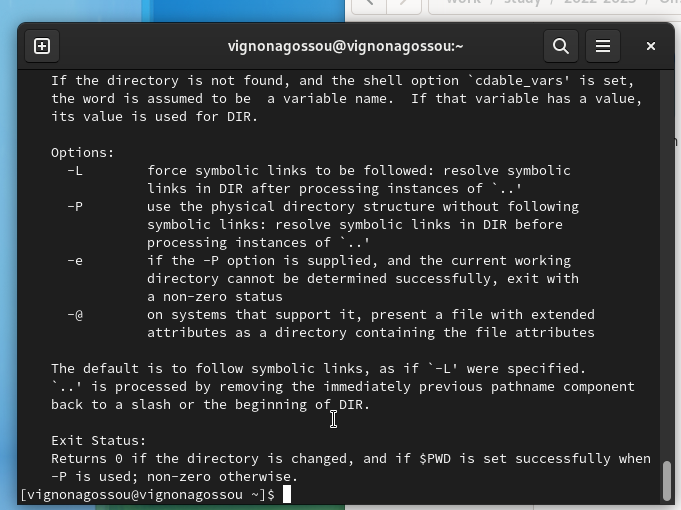 work / study / 2022-2023 /
vignonagossou@vignonagossou:~
If the directory is not found, and the shell option `cdable_vars' is set,
the word is assumed to be  a variable name.  If that variable has a value,
its value is used for DIR.
Options:
-L        force symbolic links to be followed: resolve symbolic
links in DIR after processing instances of `..'
-P        use the physical directory structure without following
symbolic links: resolve symbolic links in DIR before
processing instances of `..'
-e        if the -P option is supplied, and the current working
directory cannot be determined successfully, exit with
a non-zero status
-@        on systems that support it, present a file with extended
attributes as a directory containing the file attributes
The default is to follow symbolic links, as if `-L' were specified.
`..' is processed by removing the immediately previous pathname component
back to a slash or the beginning of DIR.
Exit Status:
Returns 0 if the directory is changed, and if $PWD is set successfully when
-P is used; non-zero otherwise.
[vignonagossou@vignonagossou ~]$